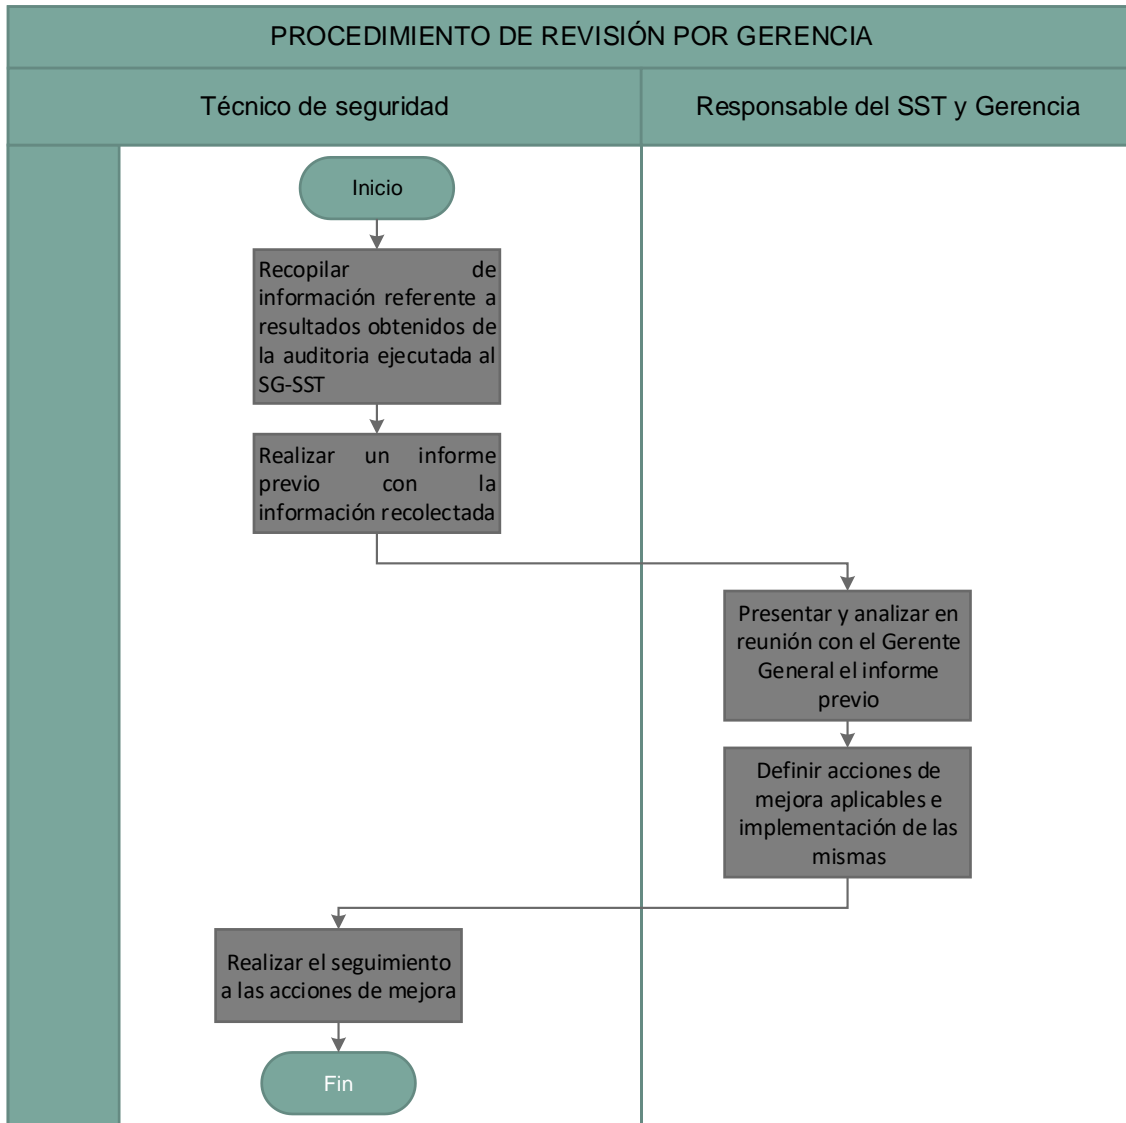 PROCEDIMIENTO DE REVISIÓN POR GERENCIA
Técnico de seguridad
Responsable del SST y Gerencia
Inicio
Recopilar de
información referente a
resultados obtenidos de
la auditoria ejecutada al
SG-SST
Realizar un informe
previo con la
información recolectada
Presentar y analizar en
reunión con el Gerente
General el informe
previo
Definir acciones de
mejora aplicables e
implementación de las
mismas
Realizar el seguimiento
a las acciones de mejora
Fin